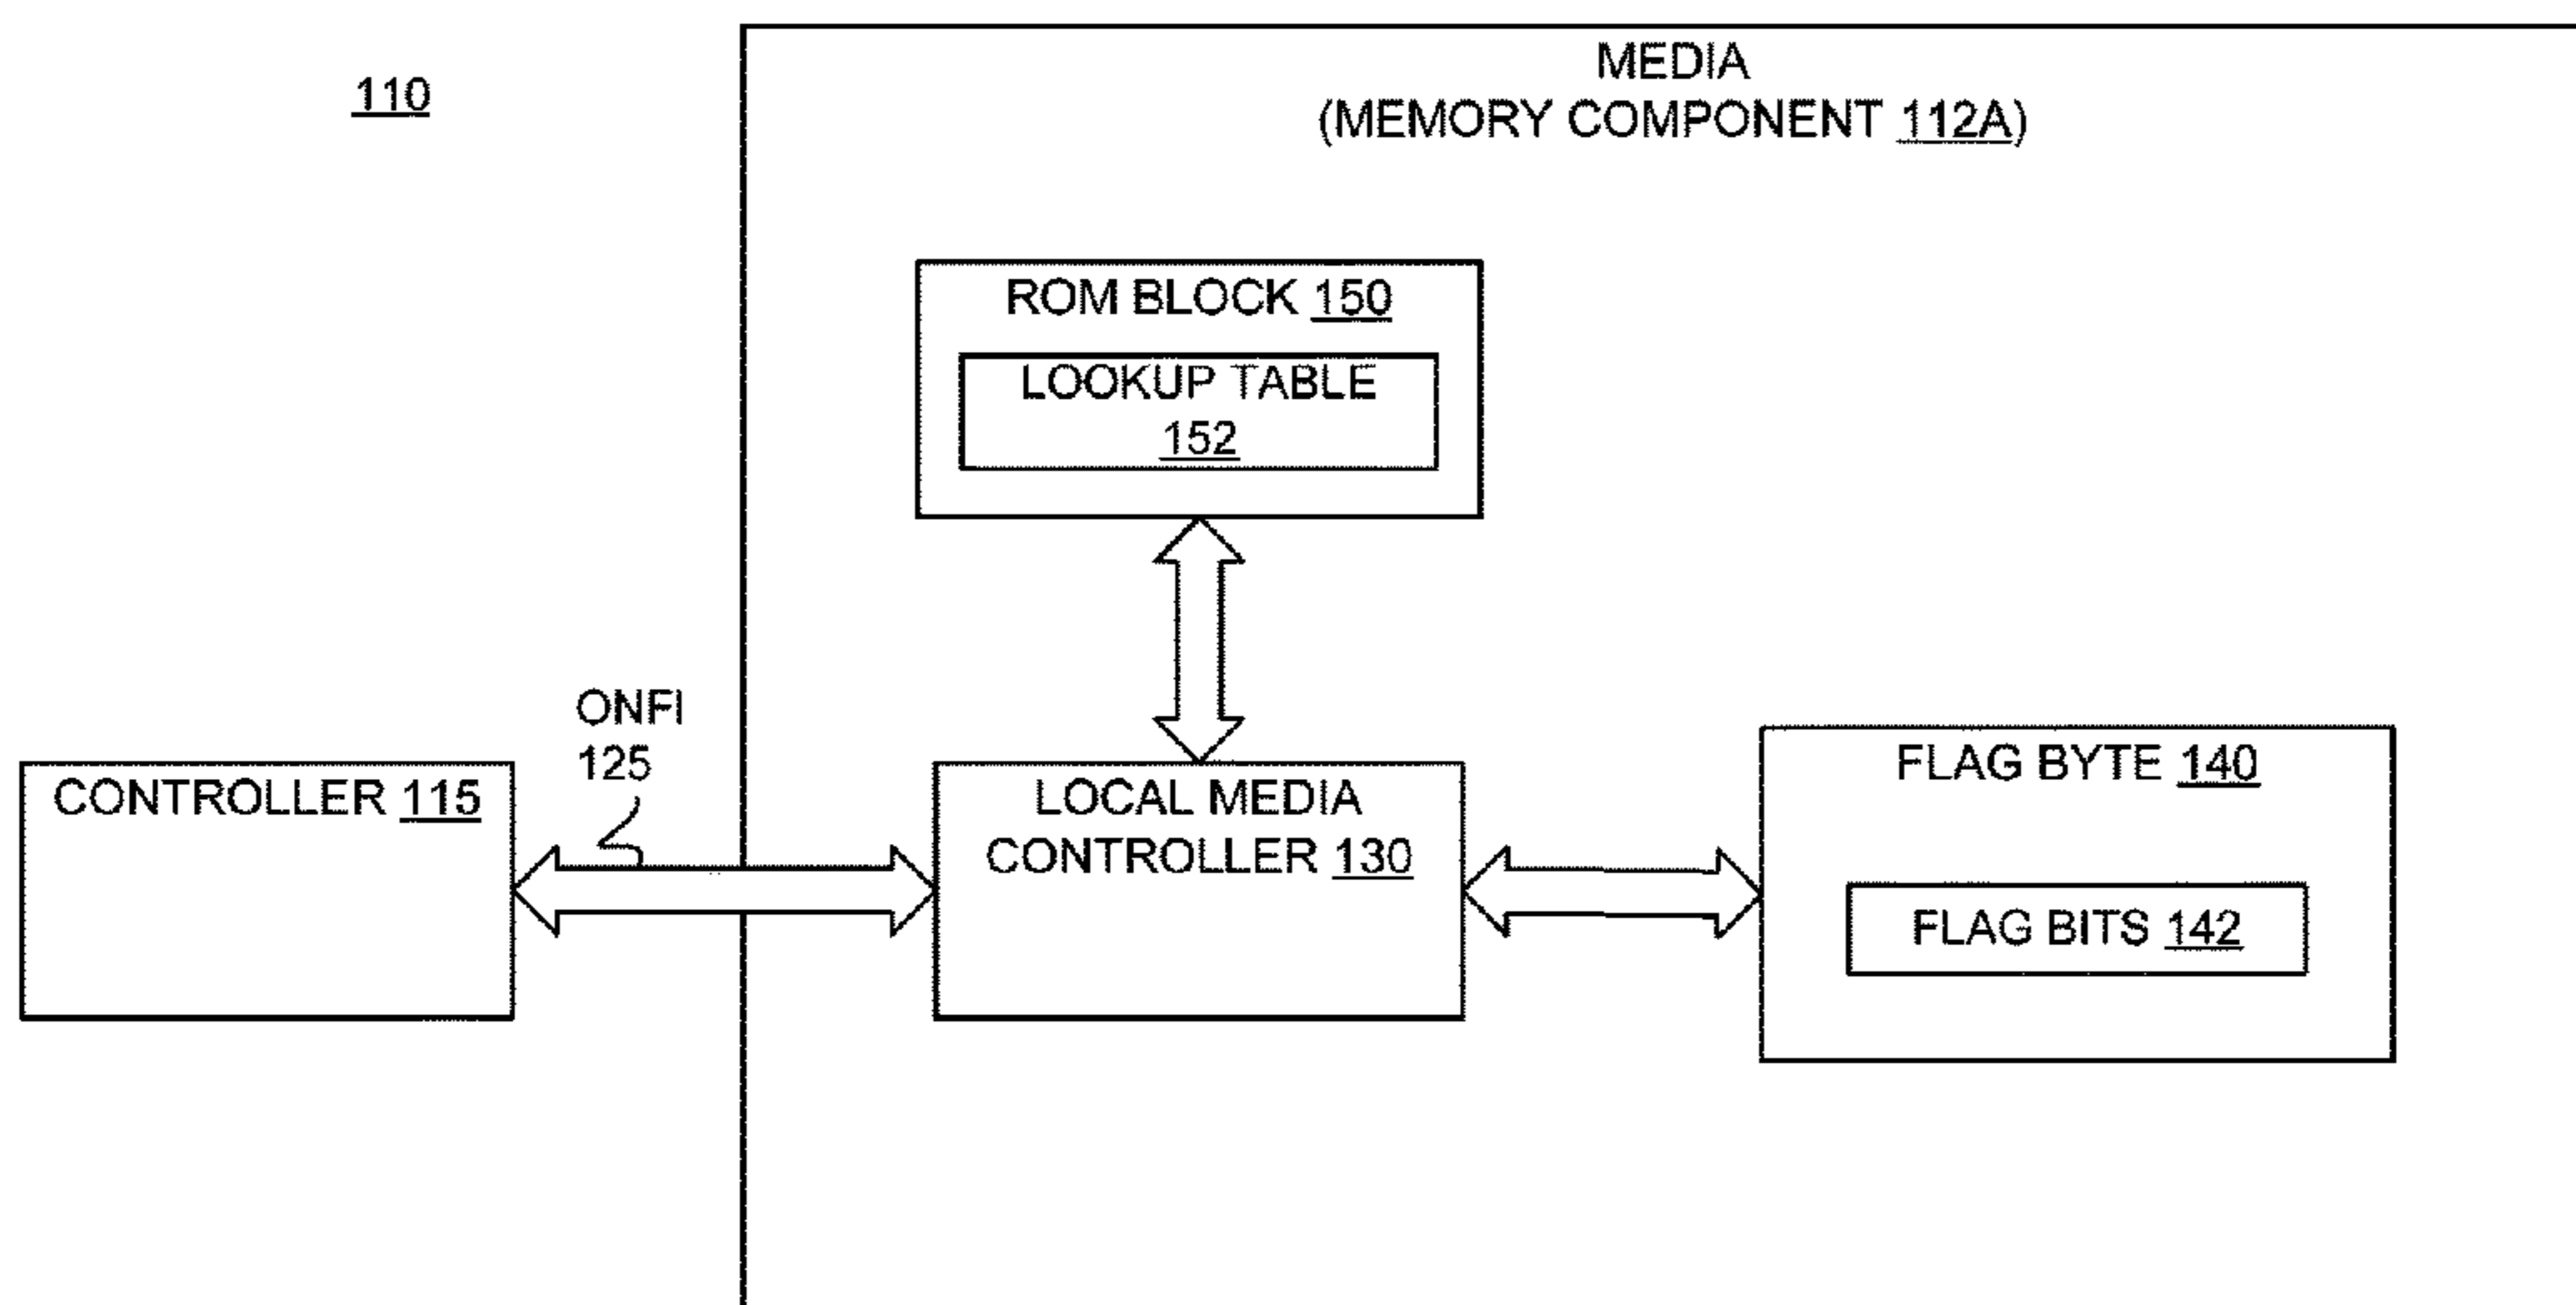 110
MEDIA
(MEMORY COMPONENT 112A)
ROM BLOCK 150
LOOKUP TABLE
152
ONFI
125
CONTROLLER 115
LOCAL MEDIA
CONTROLLER 130
FLAG BYTE 140
FLAG BITS 142